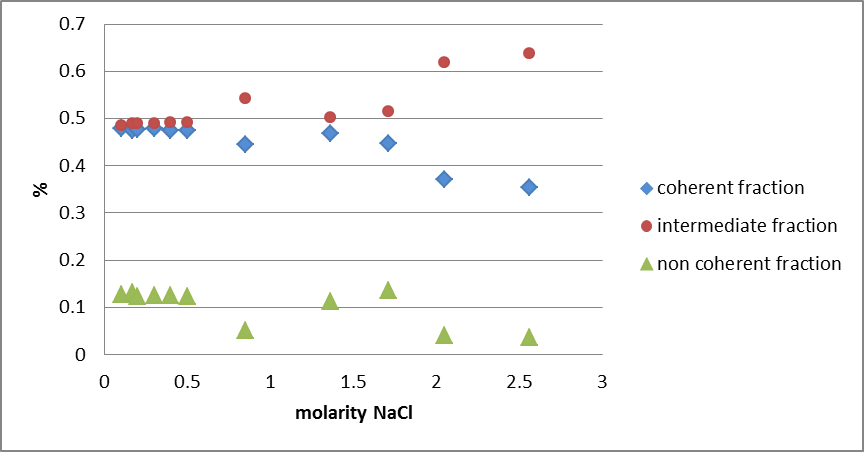 0.7
0.6
0.5
0.4
0.3
0.2
0.1
0
%
0 0.5 1 1.5 2 2.5 3
molarity NaCl
coherent fraction
intermediate fraction
non coherent fraction